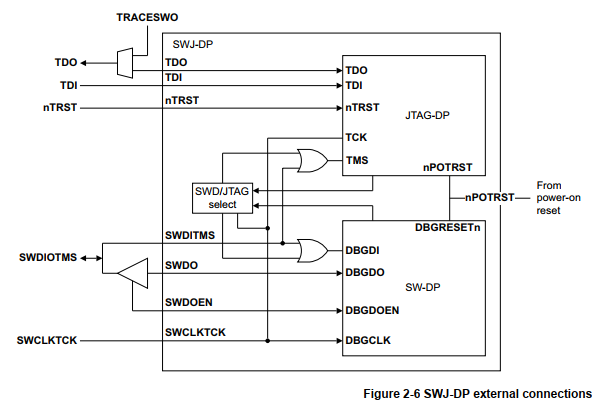 TRACESWO
SWJ-DP
TDO
TDO
TDO
TDI
TDI
TDI
nTRST
nTRST
nTRST
JTAG-DP
TCK
TMS
nPOTRST
SWD/JTAG
select
nPOTRST
From
power-on
reset
DBGRESETn
SWDITMS
DBGDI
SWDIOTMS
SWDO
DBGDO
SW-DP
SWDOEN
DBGDOEN
SWCLKTCK
SWCLKTCK
DBGCLK
Figure 2-6 SWJ-DP external connections